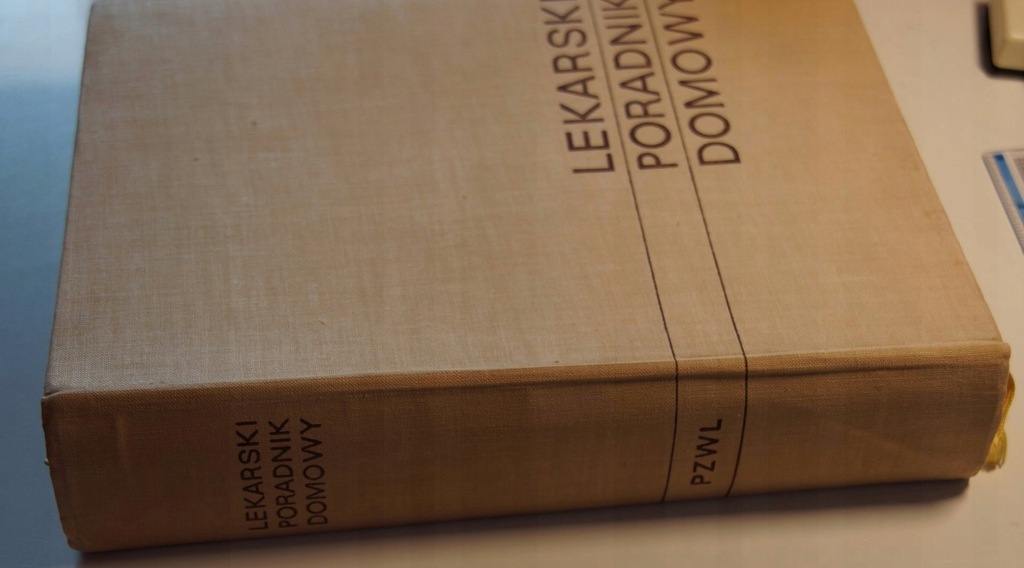 LEKARSKI
PORADNIK
DOMOWY
LEKARSKI
PORADNIK
DOMOWY
PZWL